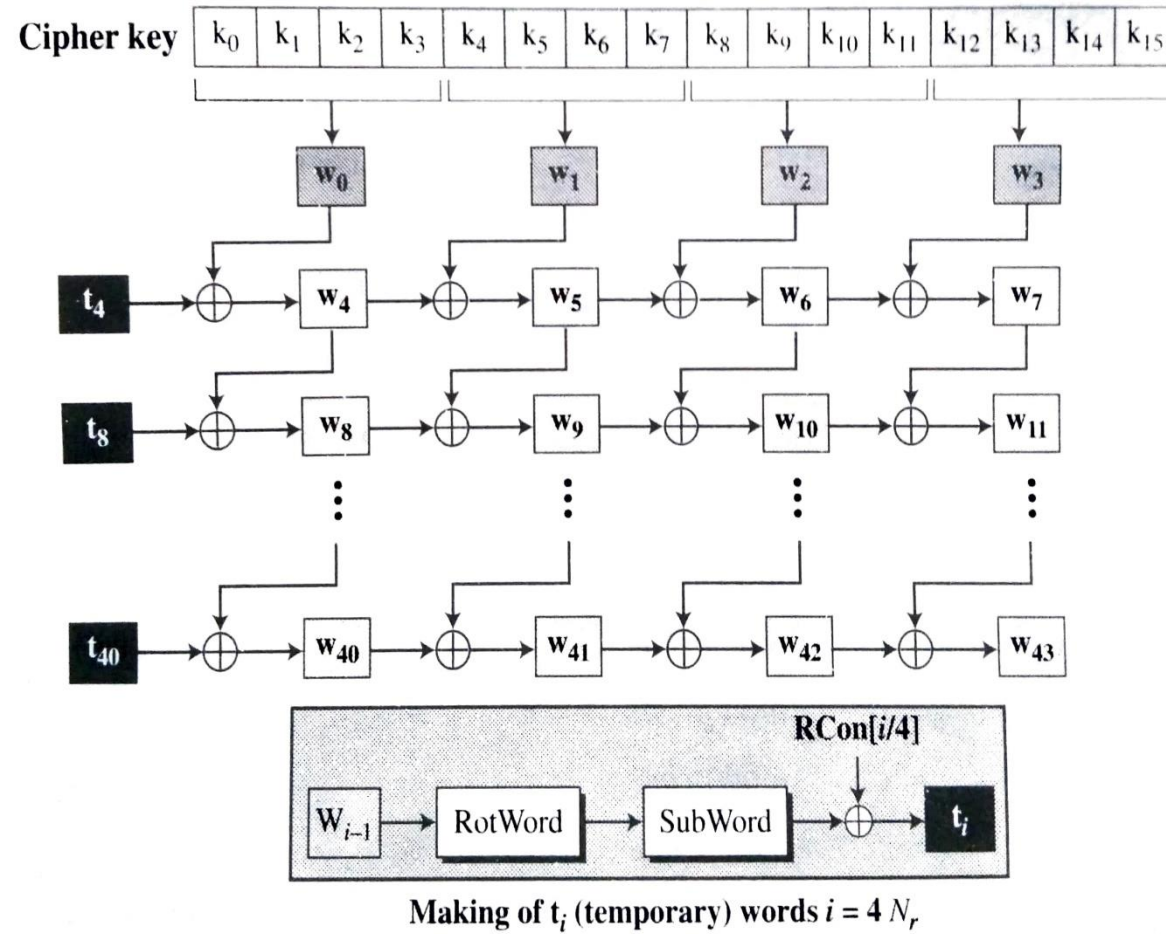 Cipher key k₀ k₁ k₂ k₃ k₄ k₅ k₆ k₇ k₈ k₉ k₁₀ k₁₁ k₁₂ k₁₃ k₁₄ k₁₅
w₀ w₁ w₂ w₃
t₄ w₄ w₅ w₆ w₇
t₈ w₈ w₉ w₁₀ w₁₁
t₄₀ w₄₀ w₄₁ w₄₂ w₄₃
RCon[i/4]
Wᵢ₋₁ RotWord SubWord tᵢ
Making of tᵢ (temporary) words i = 4 Nᵣ